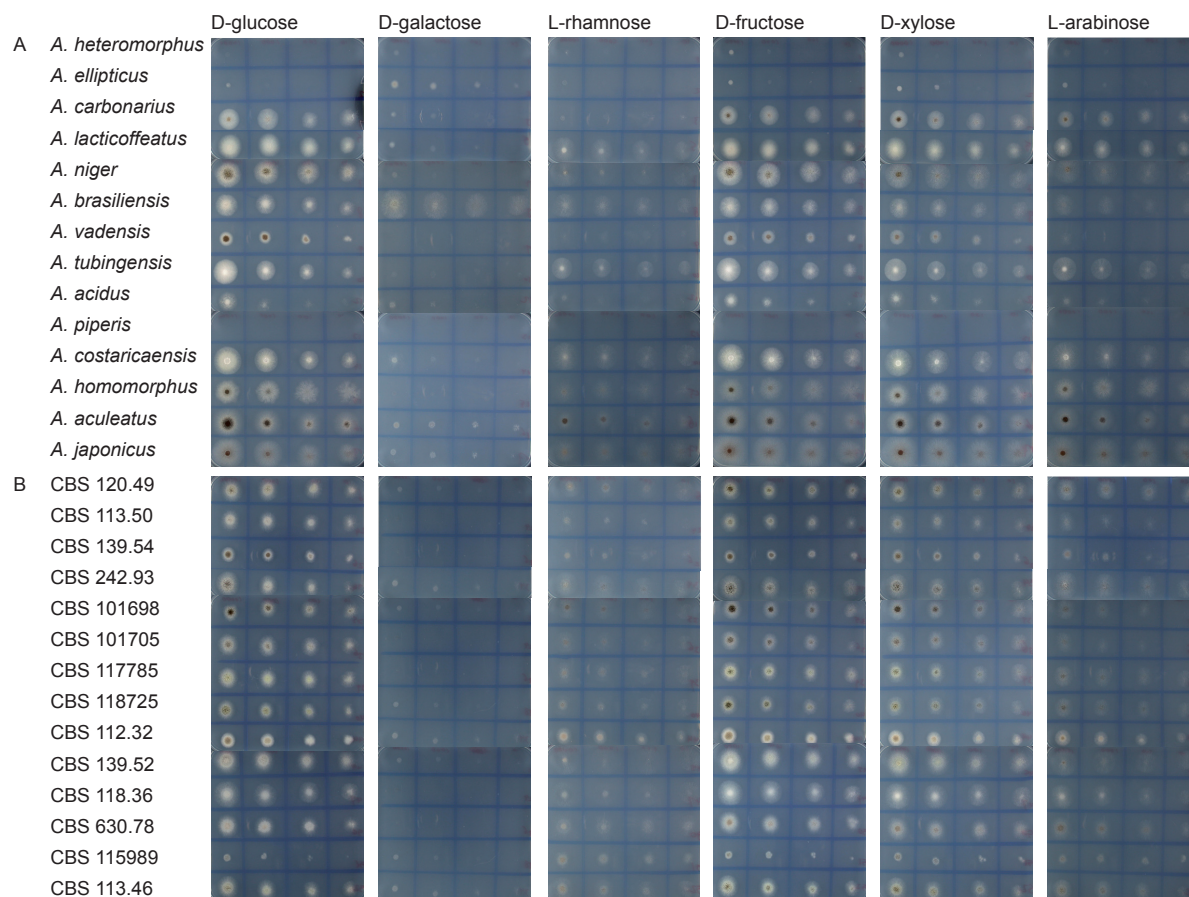 D-glucose D-galactose L-rhamnose D-fructose D-xylose L-arabinose
A A. heteromorphus
A. ellipticus
A. carbonarius
A. lacticoffeatus
A. niger
A. brasiliensis
A. vadensis
A. tubingensis
A. acidus
A. piperis
A. costaricaensis
A. homomorphus
A. aculeatus
A. japonicus
B CBS 120.49
CBS 113.50
CBS 139.54
CBS 242.93
CBS 101698
CBS 101705
CBS 117785
CBS 118725
CBS 112.32
CBS 139.52
CBS 118.36
CBS 630.78
CBS 115989
CBS 113.46